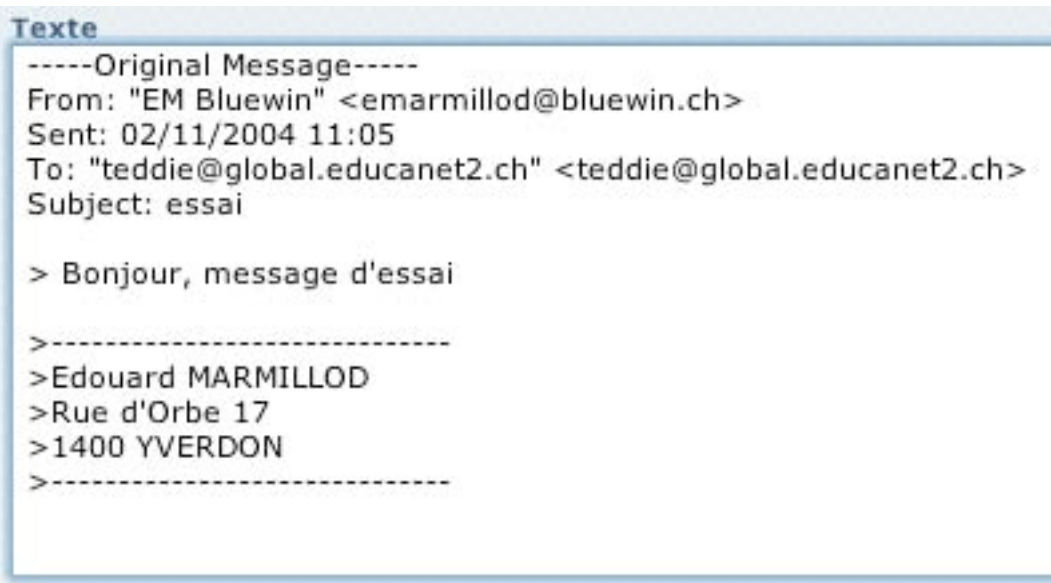 Texte
-----Original Message-----
From: "EM Bluewin" <emarmillod@bluewin.ch>
Sent: 02/11/2004 11:05
To: "teddie@global.educanet2.ch" <teddie@global.educanet2.ch>
Subject: essai
> Bonjour, message d'essai
>------------------------------
>Edouard MARMILLOD
>Rue d'Orbe 17
>1400 YVERDON
>------------------------------